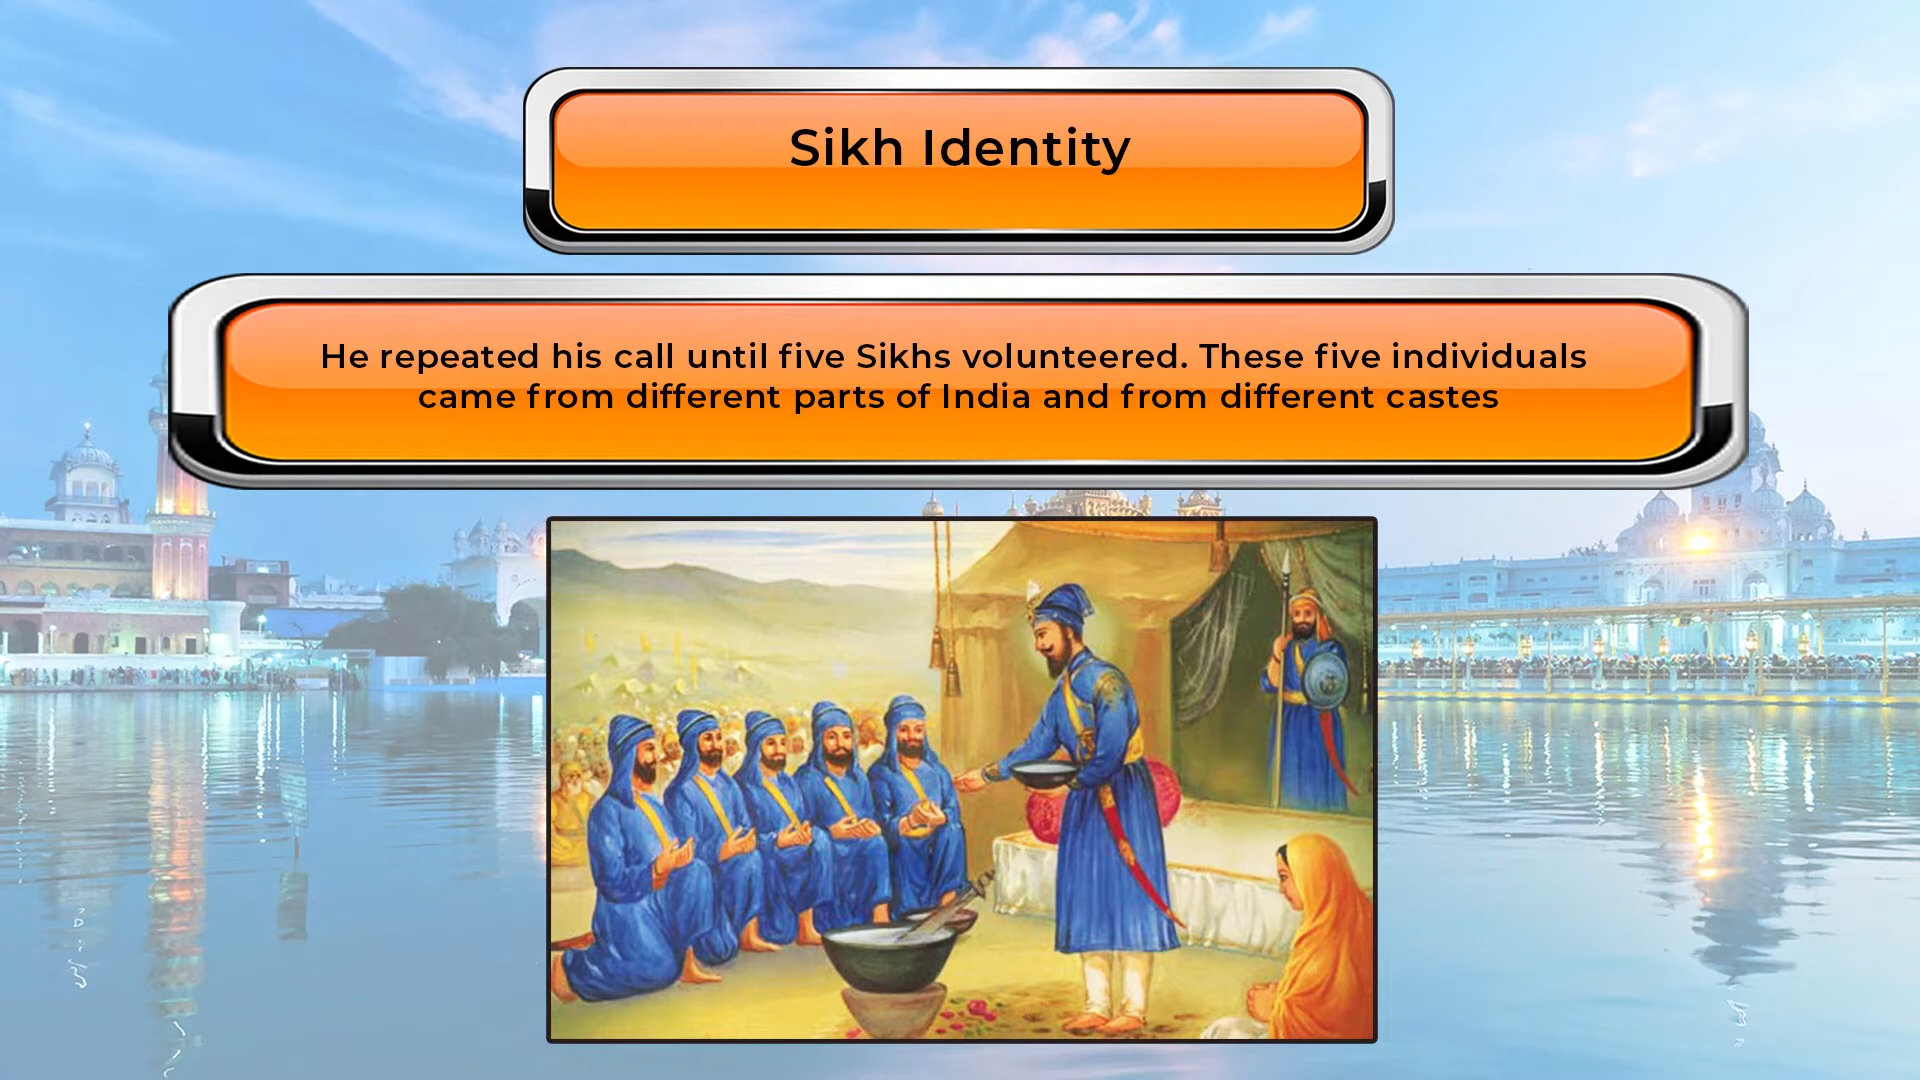 Sikh Identity
He repeated his call until five Sikhs volunteered. These five individuals
came from different parts of India and from different castes